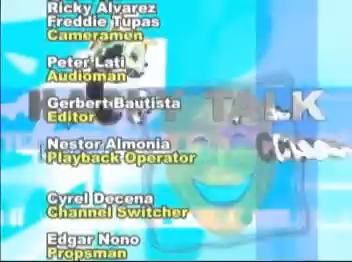 Ricky Alvarez
Freddie Tupas
Cameramen
Peter Lati
Audioman
TALK
Gerbert Bautista
Editor
Nestor Almonia
Playback Operator
Cyrel Decena
Channel Switcher
Edgar Nono
Propsman